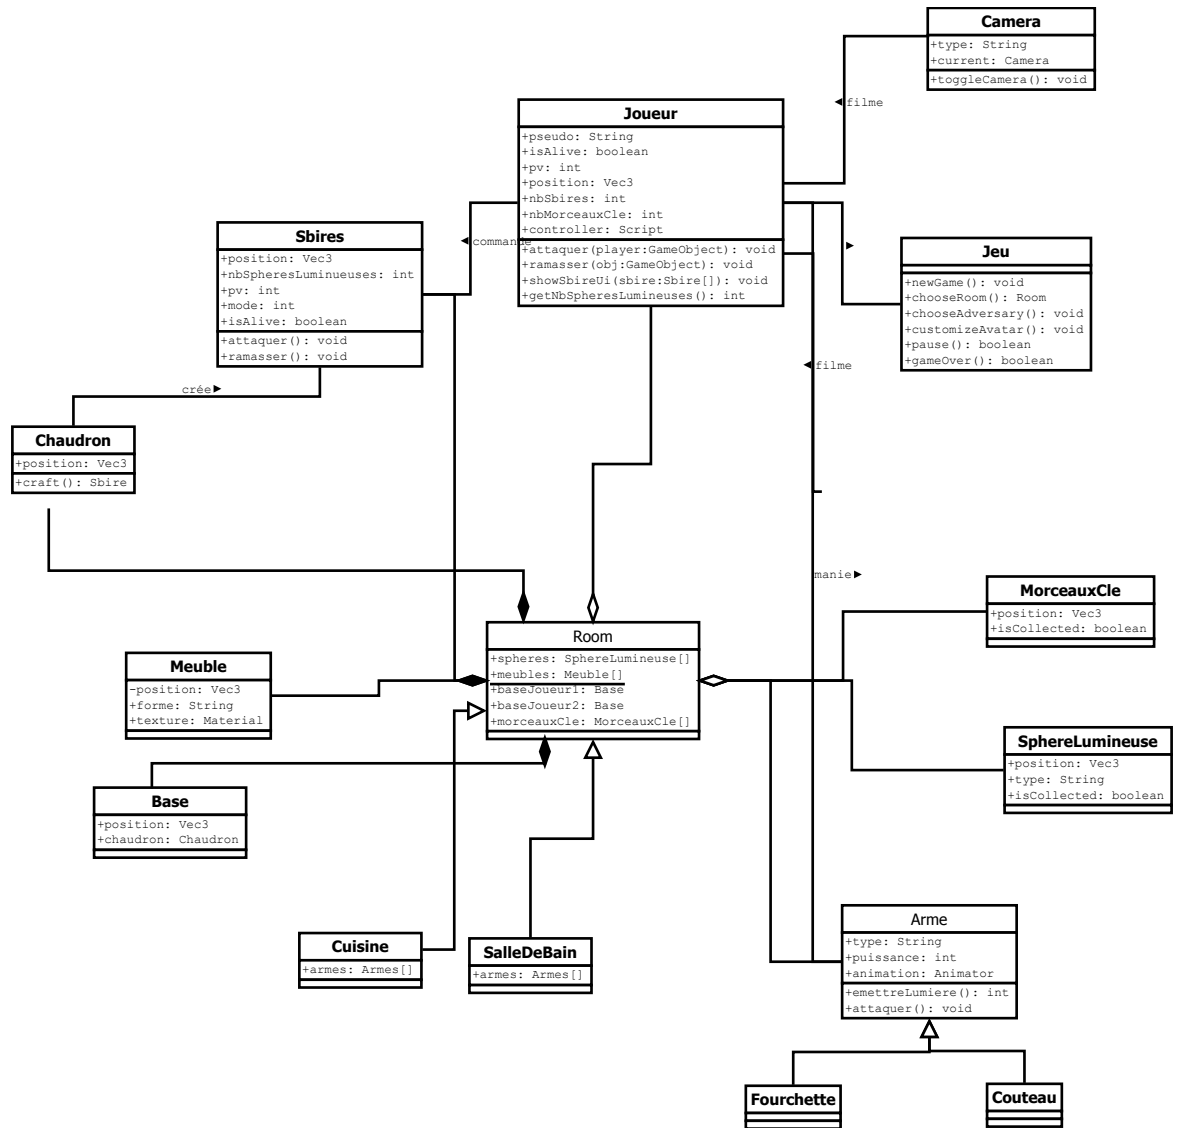 Camera
+type: String
+current: Camera
+toggleCamera(): void
filme
Joueur
+pseudo: String
+isAlive: boolean
+pv: int
+position: Vec3
+nbSbires: int
+nbMorceauxCle: int
+controller: Script
+attaquer(player:GameObject): void
+ramasser(obj:GameObject): void
+showSbireUi(sbire:Sbire[]): void
+getNbSpheresLumineuses(): int
commande
Sbires
+position: Vec3
+nbSpheresLuminueuses: int
+pv: int
+mode: int
+isAlive: boolean
+attaquer(): void
+ramasser(): void
Jeu
+newGame(): void
+chooseRoom(): Room
+chooseAdversary(): void
+customizeAvatar(): void
+pause(): boolean
+gameOver(): boolean
filme
crée
Chaudron
+position: Vec3
+craft(): Sbire
manie
MorceauxCle
+position: Vec3
+isCollected: boolean
Room
+spheres: SphereLumineuse[]
+meubles: Meuble[]
+baseJoueur1: Base
+baseJoueur2: Base
+morceauxCle: MorceauxCle[]
Meuble
-position: Vec3
+forme: String
+texture: Material
SphereLumineuse
+position: Vec3
+type: String
+isCollected: boolean
Base
+position: Vec3
+chaudron: Chaudron
Cuisine
+armes: Armes[]
SalleDeBain
+armes: Armes[]
Arme
+type: String
+puissance: int
+animation: Animator
+emettreLumiere(): int
+attaquer(): void
Fourchette
Couteau